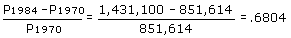 P1984 - P1970 / P1970 = 1,431,100 - 851,614 / 851,614 = .6804